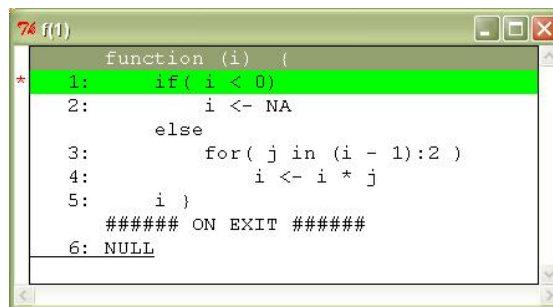 7% f(1)
function (i) {
* 1: if( i < 0)
2: i <- NA
else
3: for( j in (i - 1):2 )
4: i <- i * j
5: i }
###### ON EXIT ######
6: NULL